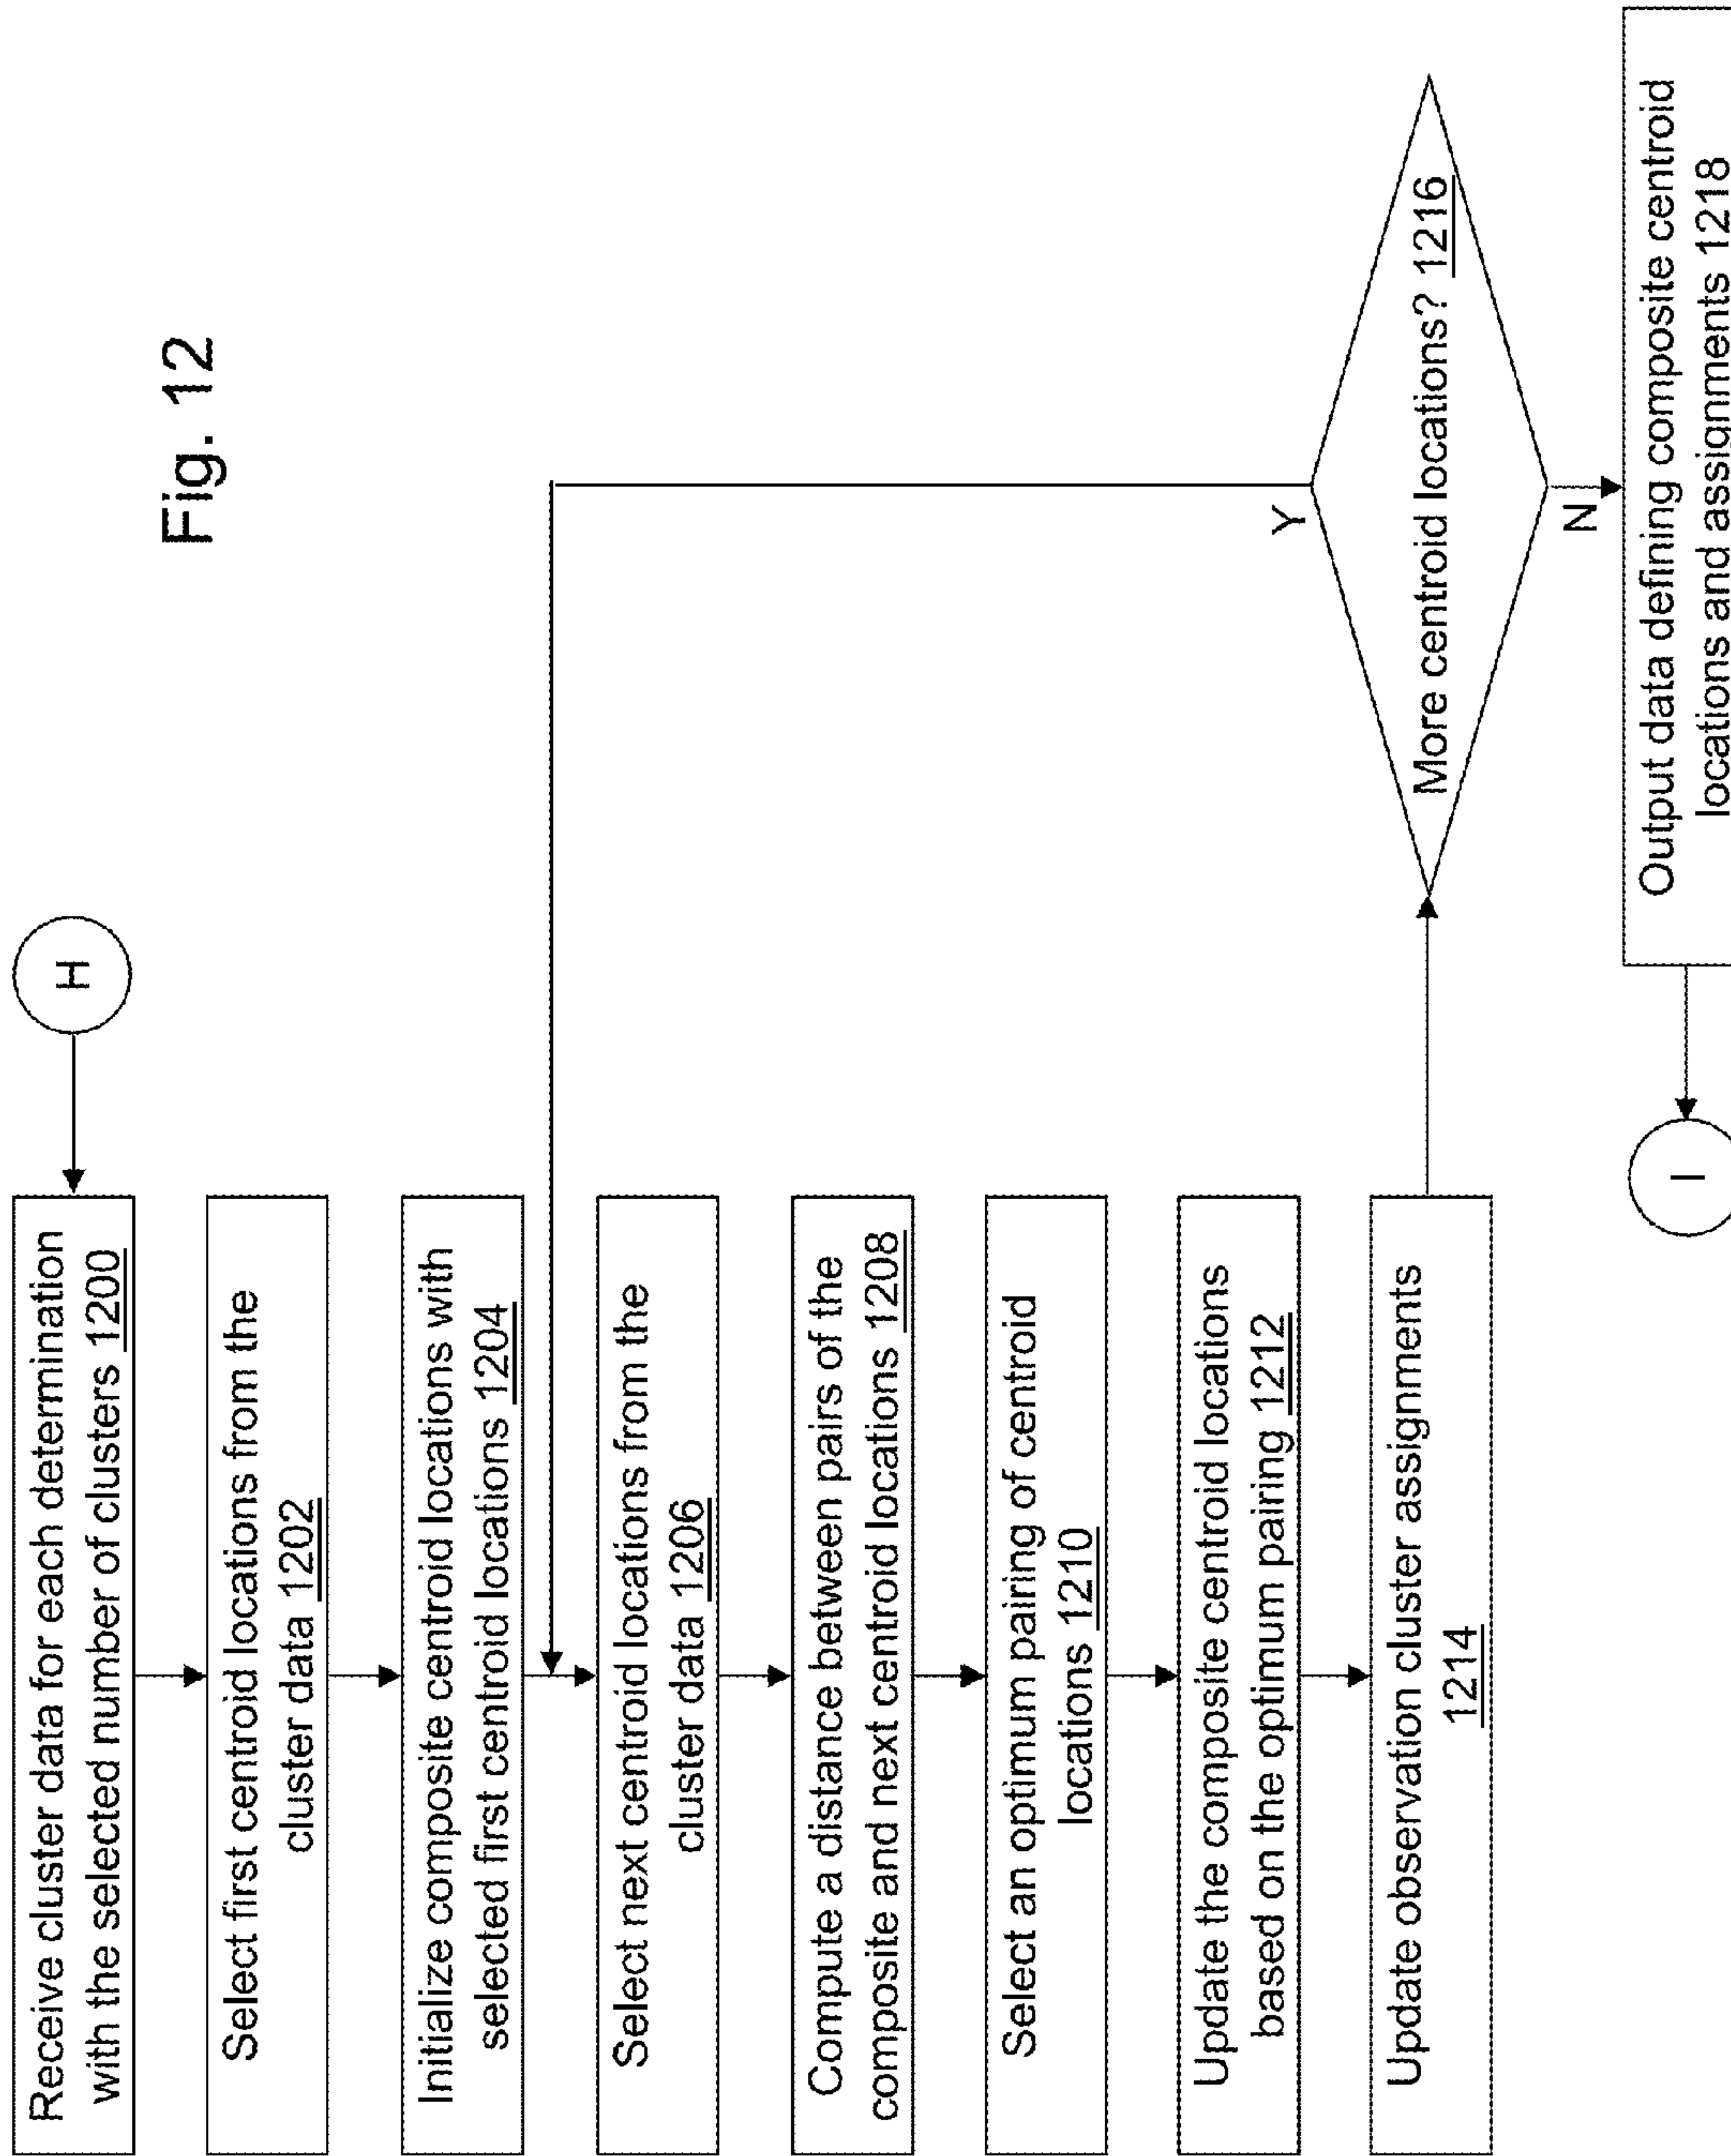 Fig. 12
H
Receive cluster data for each determination
with the selected number of clusters 1200
Select first centroid locations from the
cluster data 1202
Initialize composite centroid locations with
selected first centroid locations 1204
Select next centroid locations from the
cluster data 1206
Compute a distance between pairs of the
composite and next centroid locations 1208
Select an optimum pairing of centroid
locations 1210
Update the composite centroid locations
based on the optimum pairing 1212
Update observation cluster assignments
1214
More centroid locations? 1216
Y
N
Output data defining composite centroid
locations and assignments 1218
I